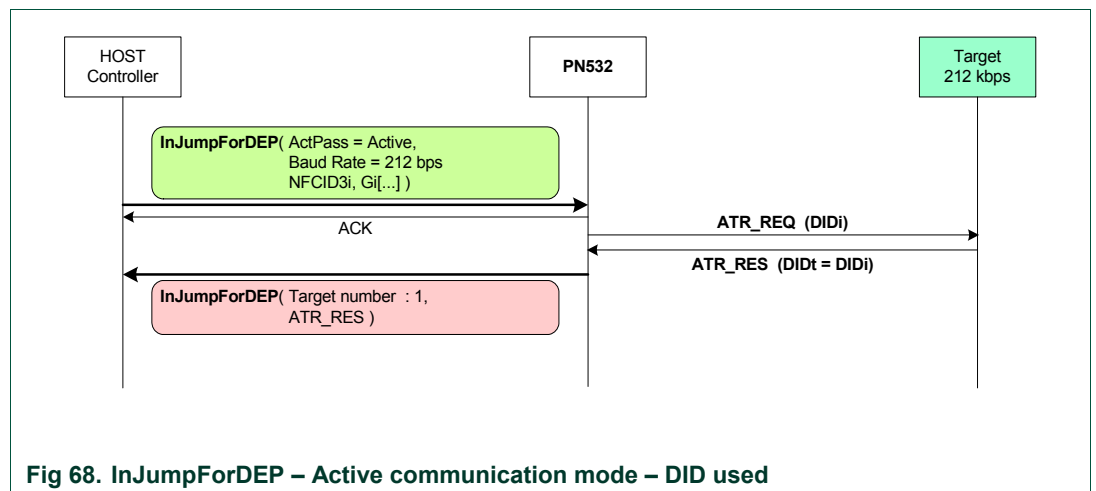 HOST
Controller
PN532
Target
212 kbps
InJumpForDEP( ActPass = Active,
Baud Rate = 212 bps
NFCID3i, Gi[...] )
ACK
ATR_REQ (DIDi)
ATR_RES (DIDt = DIDi)
InJumpForDEP( Target number : 1,
ATR_RES )
Fig 68. InJumpForDEP – Active communication mode – DID used